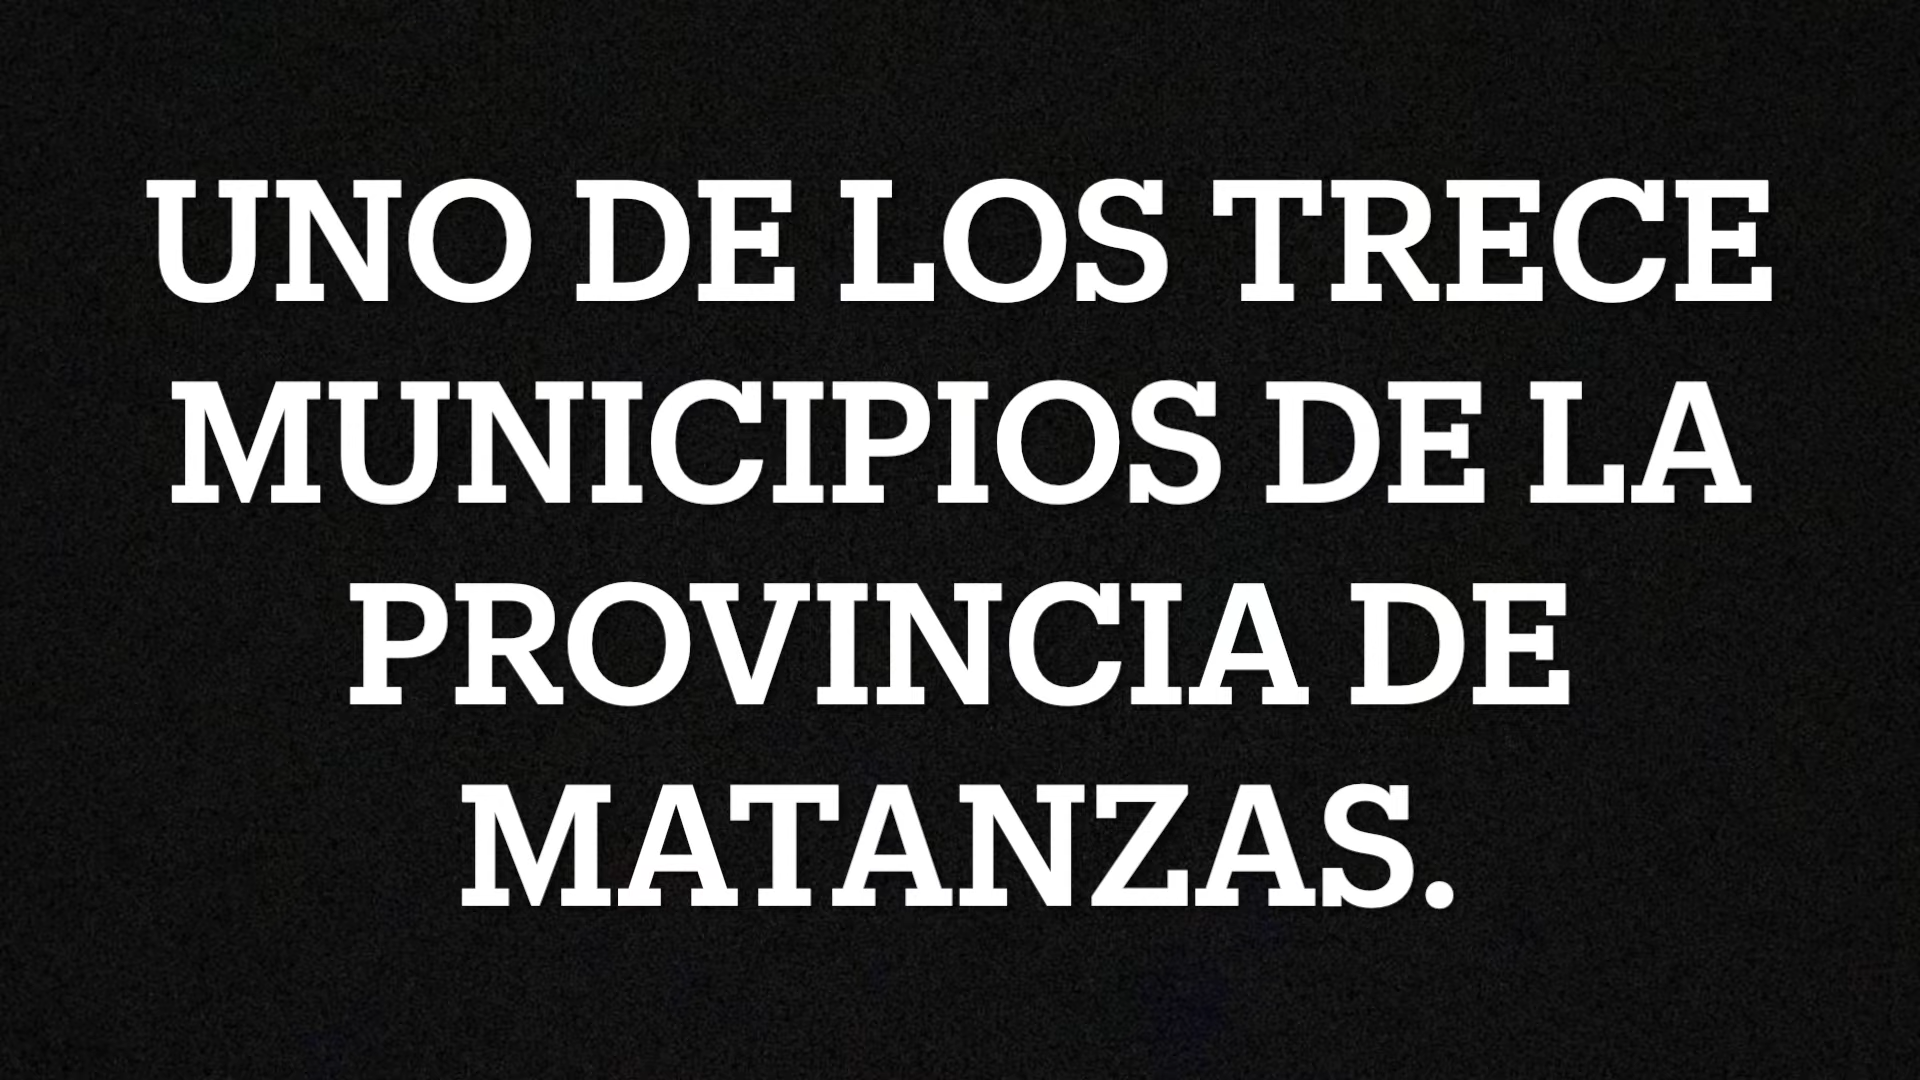 UNO DE LOS TRECE
MUNICIPIOS DE LA
PROVINCIA DE
MATANZAS.